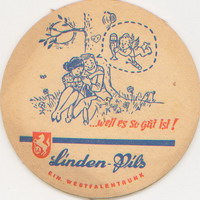 ...weil es so gut ist!
Linden-Pils
EIN WESTFALENTRUNK